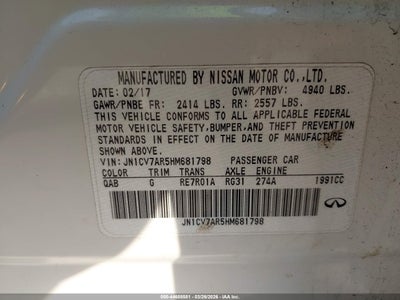 MANUFACTURED BY NISSAN MOTOR CO.,LTD.
DATE: 02/17 GVWR/PNBV: 4940 LBS.
GAWR/PNBE FR: 2414 LBS. RR: 2557 LBS.
THIS VEHICLE CONFORMS TO ALL APPLICABLE FEDERAL
MOTOR VEHICLE SAFETY,BUMPER,AND THEFT PREVENTION
STANDARDS IN EFFECT ON THE DATE OF MANUFACTURE
SHOWN ABOVE.
VIN: JN1CV7AR5HM681798 PASSENGER CAR
COLOR TRIM TRANS AXLE ENGINE
QAB G RE7R01A RG31 274A 1991CC
JN1CV7AR5HM681798